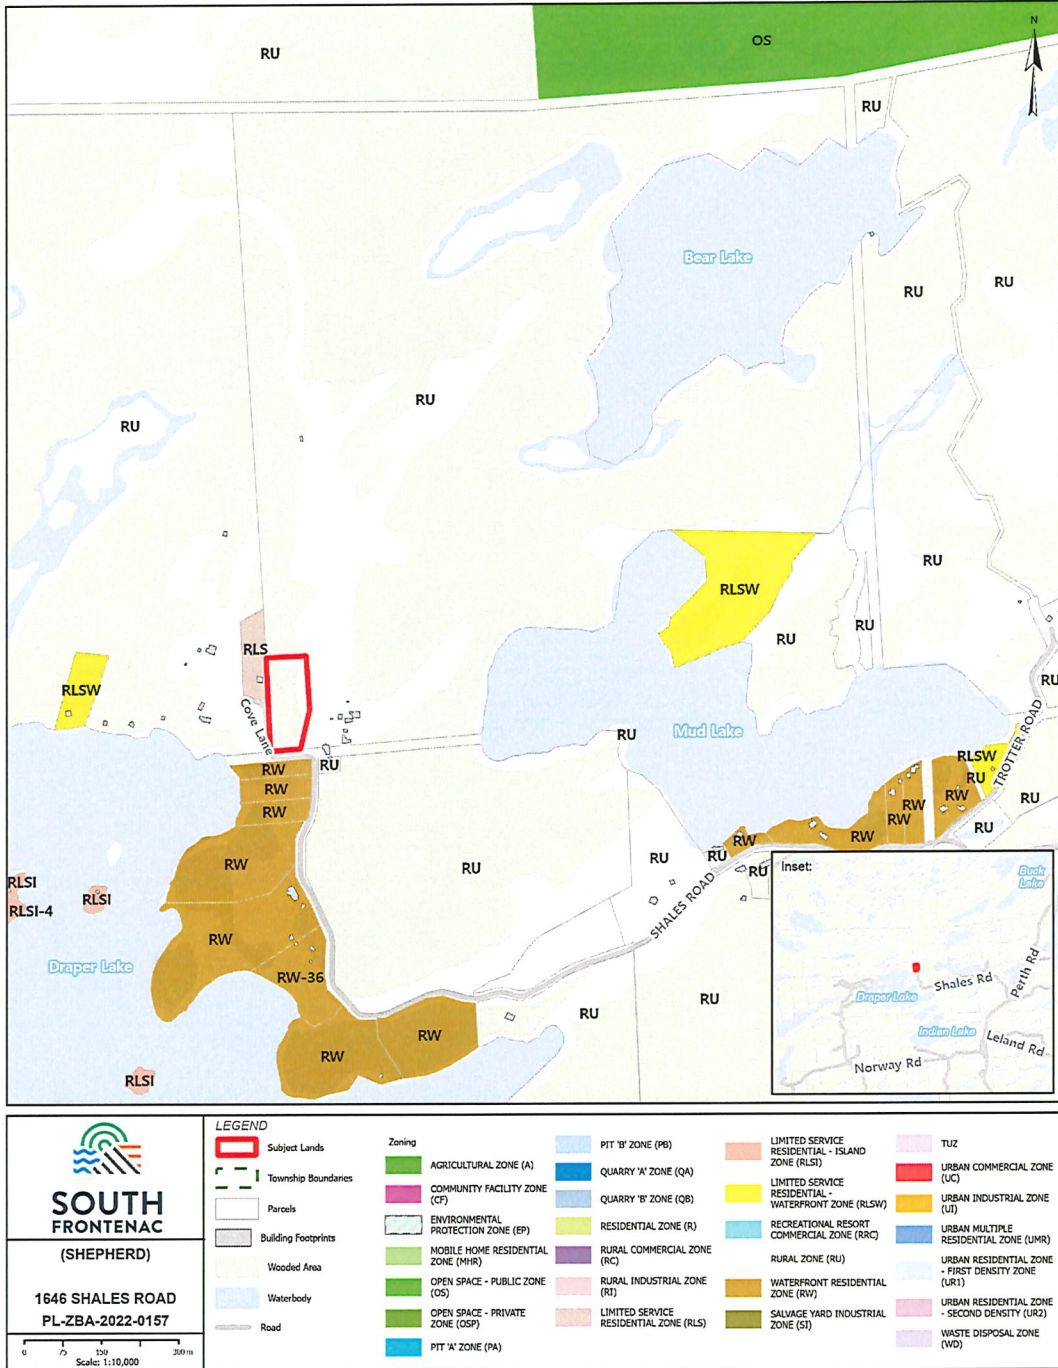 RU
OS
N
RU
Bear Lake
RU
RU
RU
RU
RU
RLSW
RU
RLS
RU
RU
RLSW
Cove Lane
RU
Mud Lake
RU
TROTTER ROAD
RLSW
RU
RW
RU
RW
RW
RW
RW
RU
RW
RW
RW
RU
RW
RU
RU
RU
RW
SHALES ROAD
RLSI
RLSI-4
RLSI
RW
Draper Lake
RW-36
RU
RU
RW
RW
RLSI
Inset:
Buck
Lake
Shales Rd
Perth Rd
Draper Lake
Indian Lake
Leland Rd
Norway Rd
SOUTH
FRONTENAC
(SHEPHERD)
1646 SHALES ROAD
PL-ZBA-2022-0157
0 75 150 300 m
Scale: 1:10,000
LEGEND
Subject Lands
Township Boundaries
Parcels
Building Footprints
Wooded Area
Waterbody
Road
Zoning
AGRICULTURAL ZONE (A)
COMMUNITY FACILITY ZONE
(CF)
ENVIRONMENTAL
PROTECTION ZONE (EP)
MOBILE HOME RESIDENTIAL
ZONE (MHR)
OPEN SPACE - PUBLIC ZONE
(OS)
OPEN SPACE - PRIVATE
ZONE (OSP)
PIT 'A' ZONE (PA)
PIT 'B' ZONE (PB)
QUARRY 'A' ZONE (QA)
QUARRY 'B' ZONE (QB)
RESIDENTIAL ZONE (R)
RURAL COMMERCIAL ZONE
(RC)
RURAL INDUSTRIAL ZONE
(RI)
LIMITED SERVICE
RESIDENTIAL ZONE (RLS)
LIMITED SERVICE
RESIDENTIAL - ISLAND
ZONE (RLSI)
LIMITED SERVICE
RESIDENTIAL -
WATERFRONT ZONE (RLSW)
RECREATIONAL RESORT
COMMERCIAL ZONE (RRC)
RURAL ZONE (RU)
WATERFRONT RESIDENTIAL
ZONE (RW)
SALVAGE YARD INDUSTRIAL
ZONE (SI)
TUZ
URBAN COMMERCIAL ZONE
(UC)
URBAN INDUSTRIAL ZONE
(UI)
URBAN MULTIPLE
RESIDENTIAL ZONE (UMR)
URBAN RESIDENTIAL ZONE
- FIRST DENSITY ZONE
(UR1)
URBAN RESIDENTIAL ZONE
- SECOND DENSITY (UR2)
WASTE DISPOSAL ZONE
(WD)